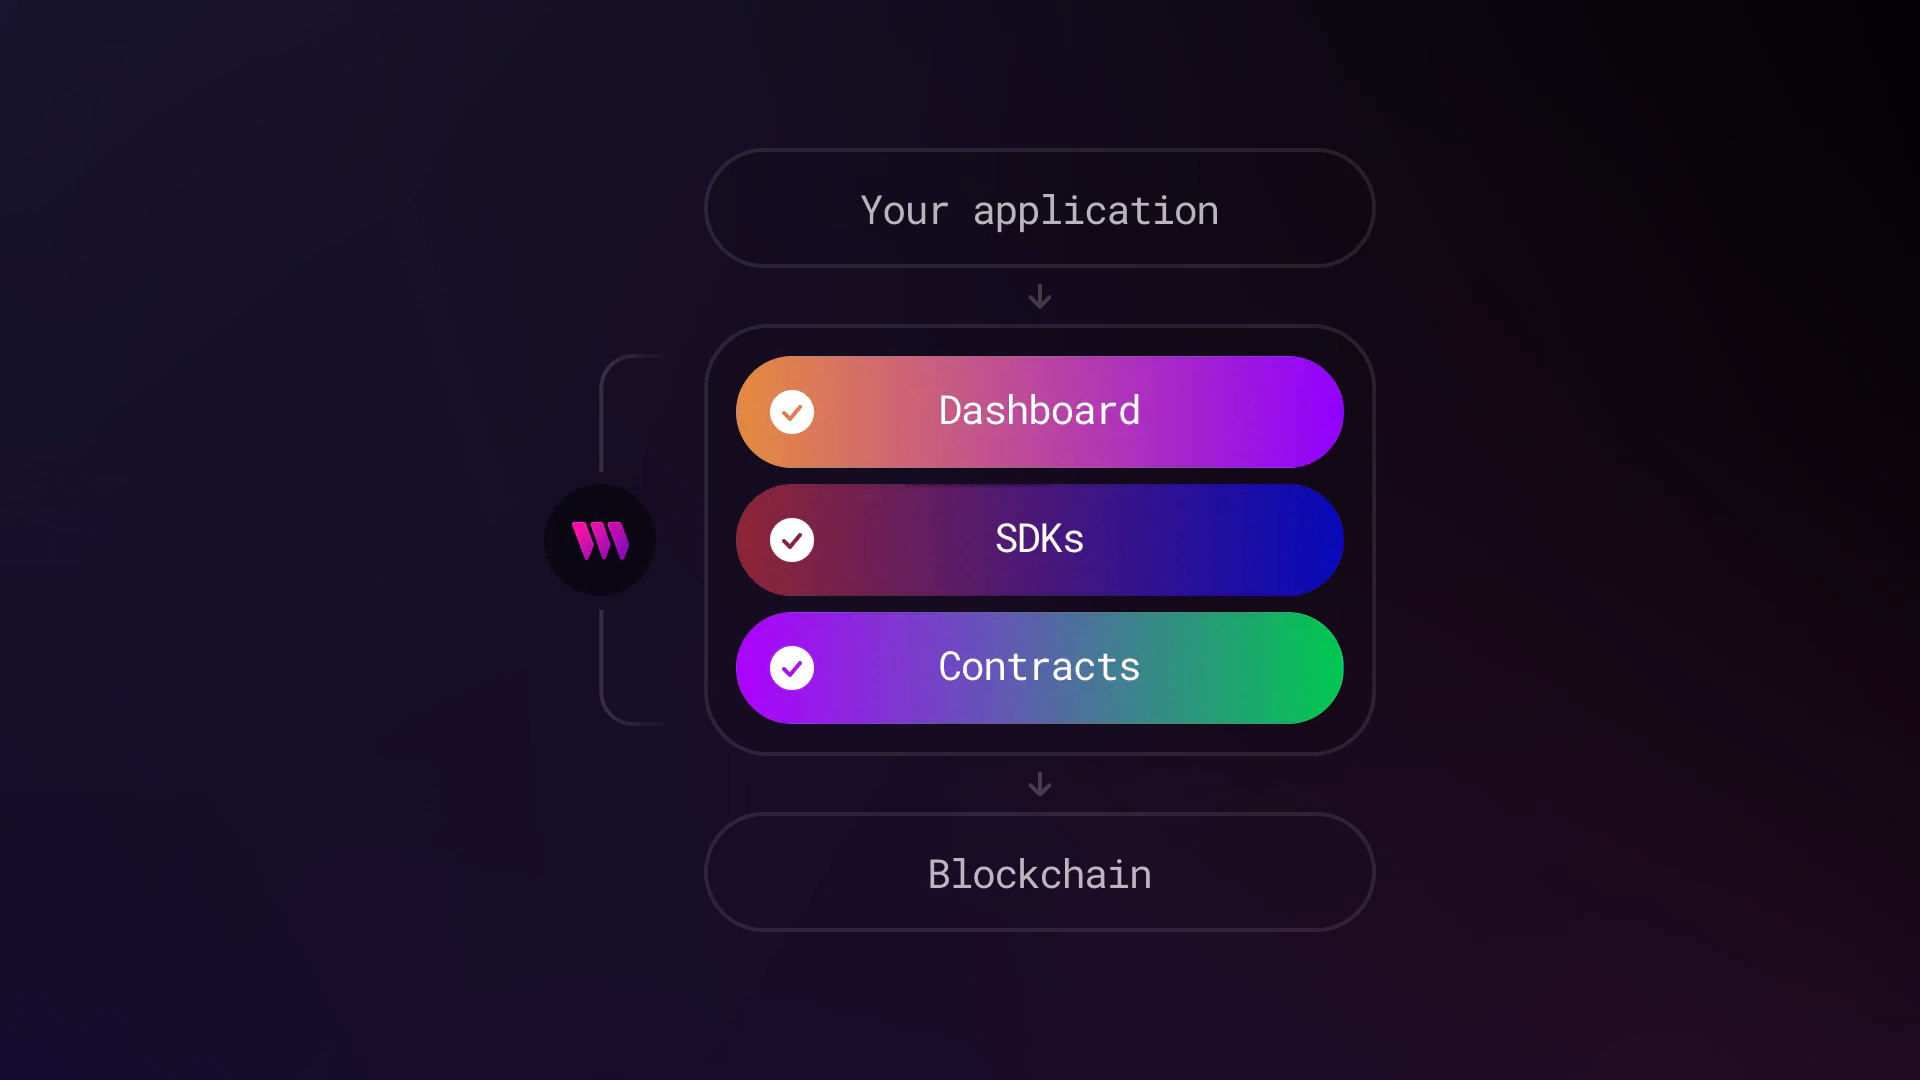 Your application
Dashboard
SDKs
Contracts
Blockchain